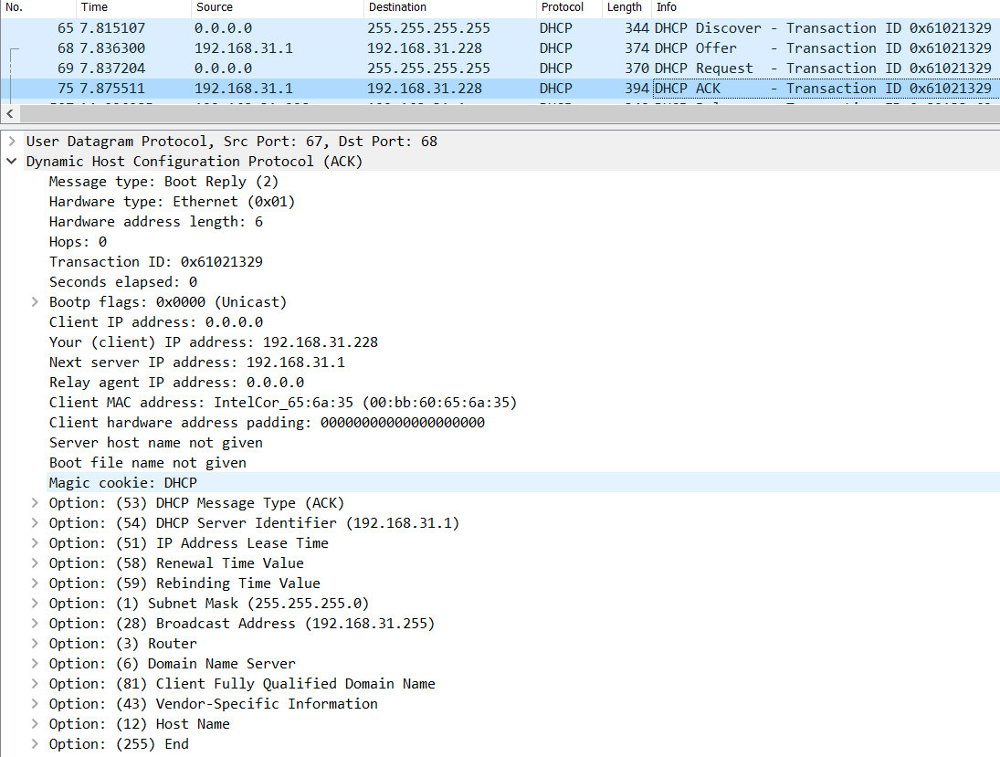 No. Time Source Destination Protocol Length Info
65 7.815107 0.0.0.0 255.255.255.255 DHCP 344 DHCP Discover - Transaction ID 0x61021329
68 7.836300 192.168.31.1 192.168.31.228 DHCP 374 DHCP Offer - Transaction ID 0x61021329
69 7.837204 0.0.0.0 255.255.255.255 DHCP 370 DHCP Request - Transaction ID 0x61021329
75 7.875511 192.168.31.1 192.168.31.228 DHCP 394 DHCP ACK - Transaction ID 0x61021329
User Datagram Protocol, Src Port: 67, Dst Port: 68
Dynamic Host Configuration Protocol (ACK)
Message type: Boot Reply (2)
Hardware type: Ethernet (0x01)
Hardware address length: 6
Hops: 0
Transaction ID: 0x61021329
Seconds elapsed: 0
Bootp flags: 0x0000 (Unicast)
Client IP address: 0.0.0.0
Your (client) IP address: 192.168.31.228
Next server IP address: 192.168.31.1
Relay agent IP address: 0.0.0.0
Client MAC address: IntelCor_65:6a:35 (00:bb:60:65:6a:35)
Client hardware address padding: 00000000000000000000
Server host name not given
Boot file name not given
Magic cookie: DHCP
Option: (53) DHCP Message Type (ACK)
Option: (54) DHCP Server Identifier (192.168.31.1)
Option: (51) IP Address Lease Time
Option: (58) Renewal Time Value
Option: (59) Rebinding Time Value
Option: (1) Subnet Mask (255.255.255.0)
Option: (28) Broadcast Address (192.168.31.255)
Option: (3) Router
Option: (6) Domain Name Server
Option: (81) Client Fully Qualified Domain Name
Option: (43) Vendor-Specific Information
Option: (12) Host Name
Option: (255) End